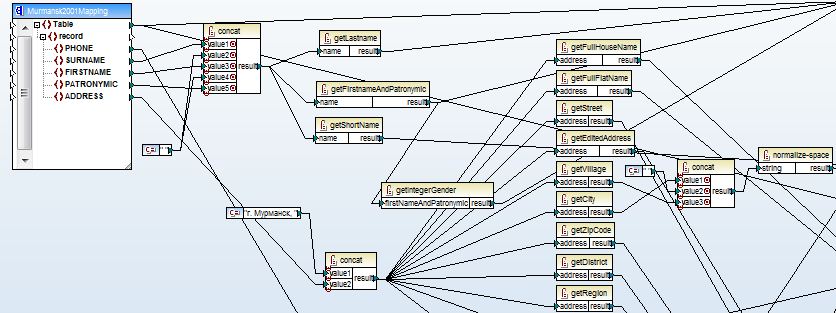 Murmansk2001Mapping
Table
record
PHONE
SURNAME
FIRSTNAME
PATRONYMIC
ADDRESS
concat
value1
value2
value3
value4
value5
result
" "
getLastname
name result
getFirstnameAndPatronymic
name result
getShortName
name result
getIntegerGender
firstNameAndPatronymic result
"г. Мурманск, "
concat
value1
value2
result
getFullHouseName
address result
getFullFlatName
address result
getStreet
address result
getEditedAddress
address result
getVillage
address result
getCity
address result
getZipCode
address result
getDistrict
address result
getRegion
address result
" "
concat
value1
value2
value3
result
normalize-space
string result